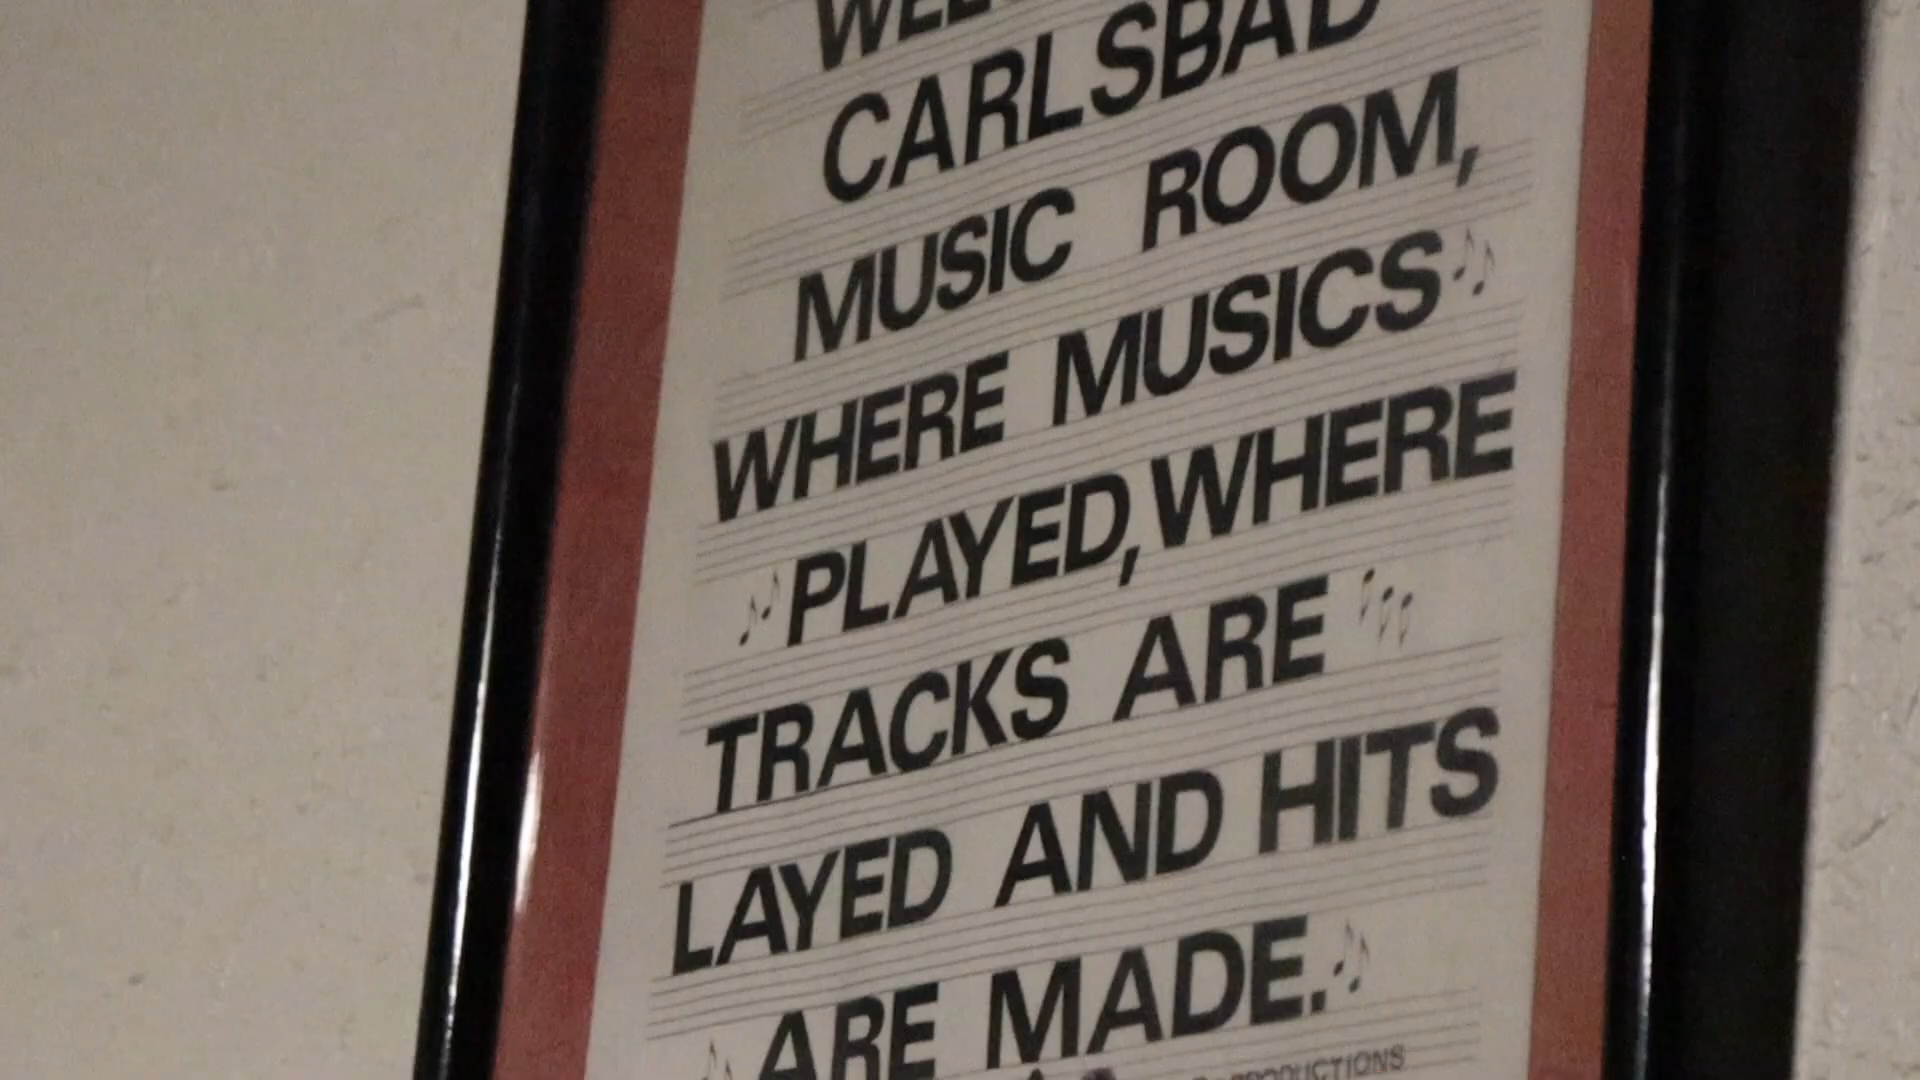 CARLSBAD
MUSIC ROOM,
WHERE MUSICS
PLAYED, WHERE
TRACKS ARE
LAYED AND HITS
ARE MADE.
PRODUCTIONS